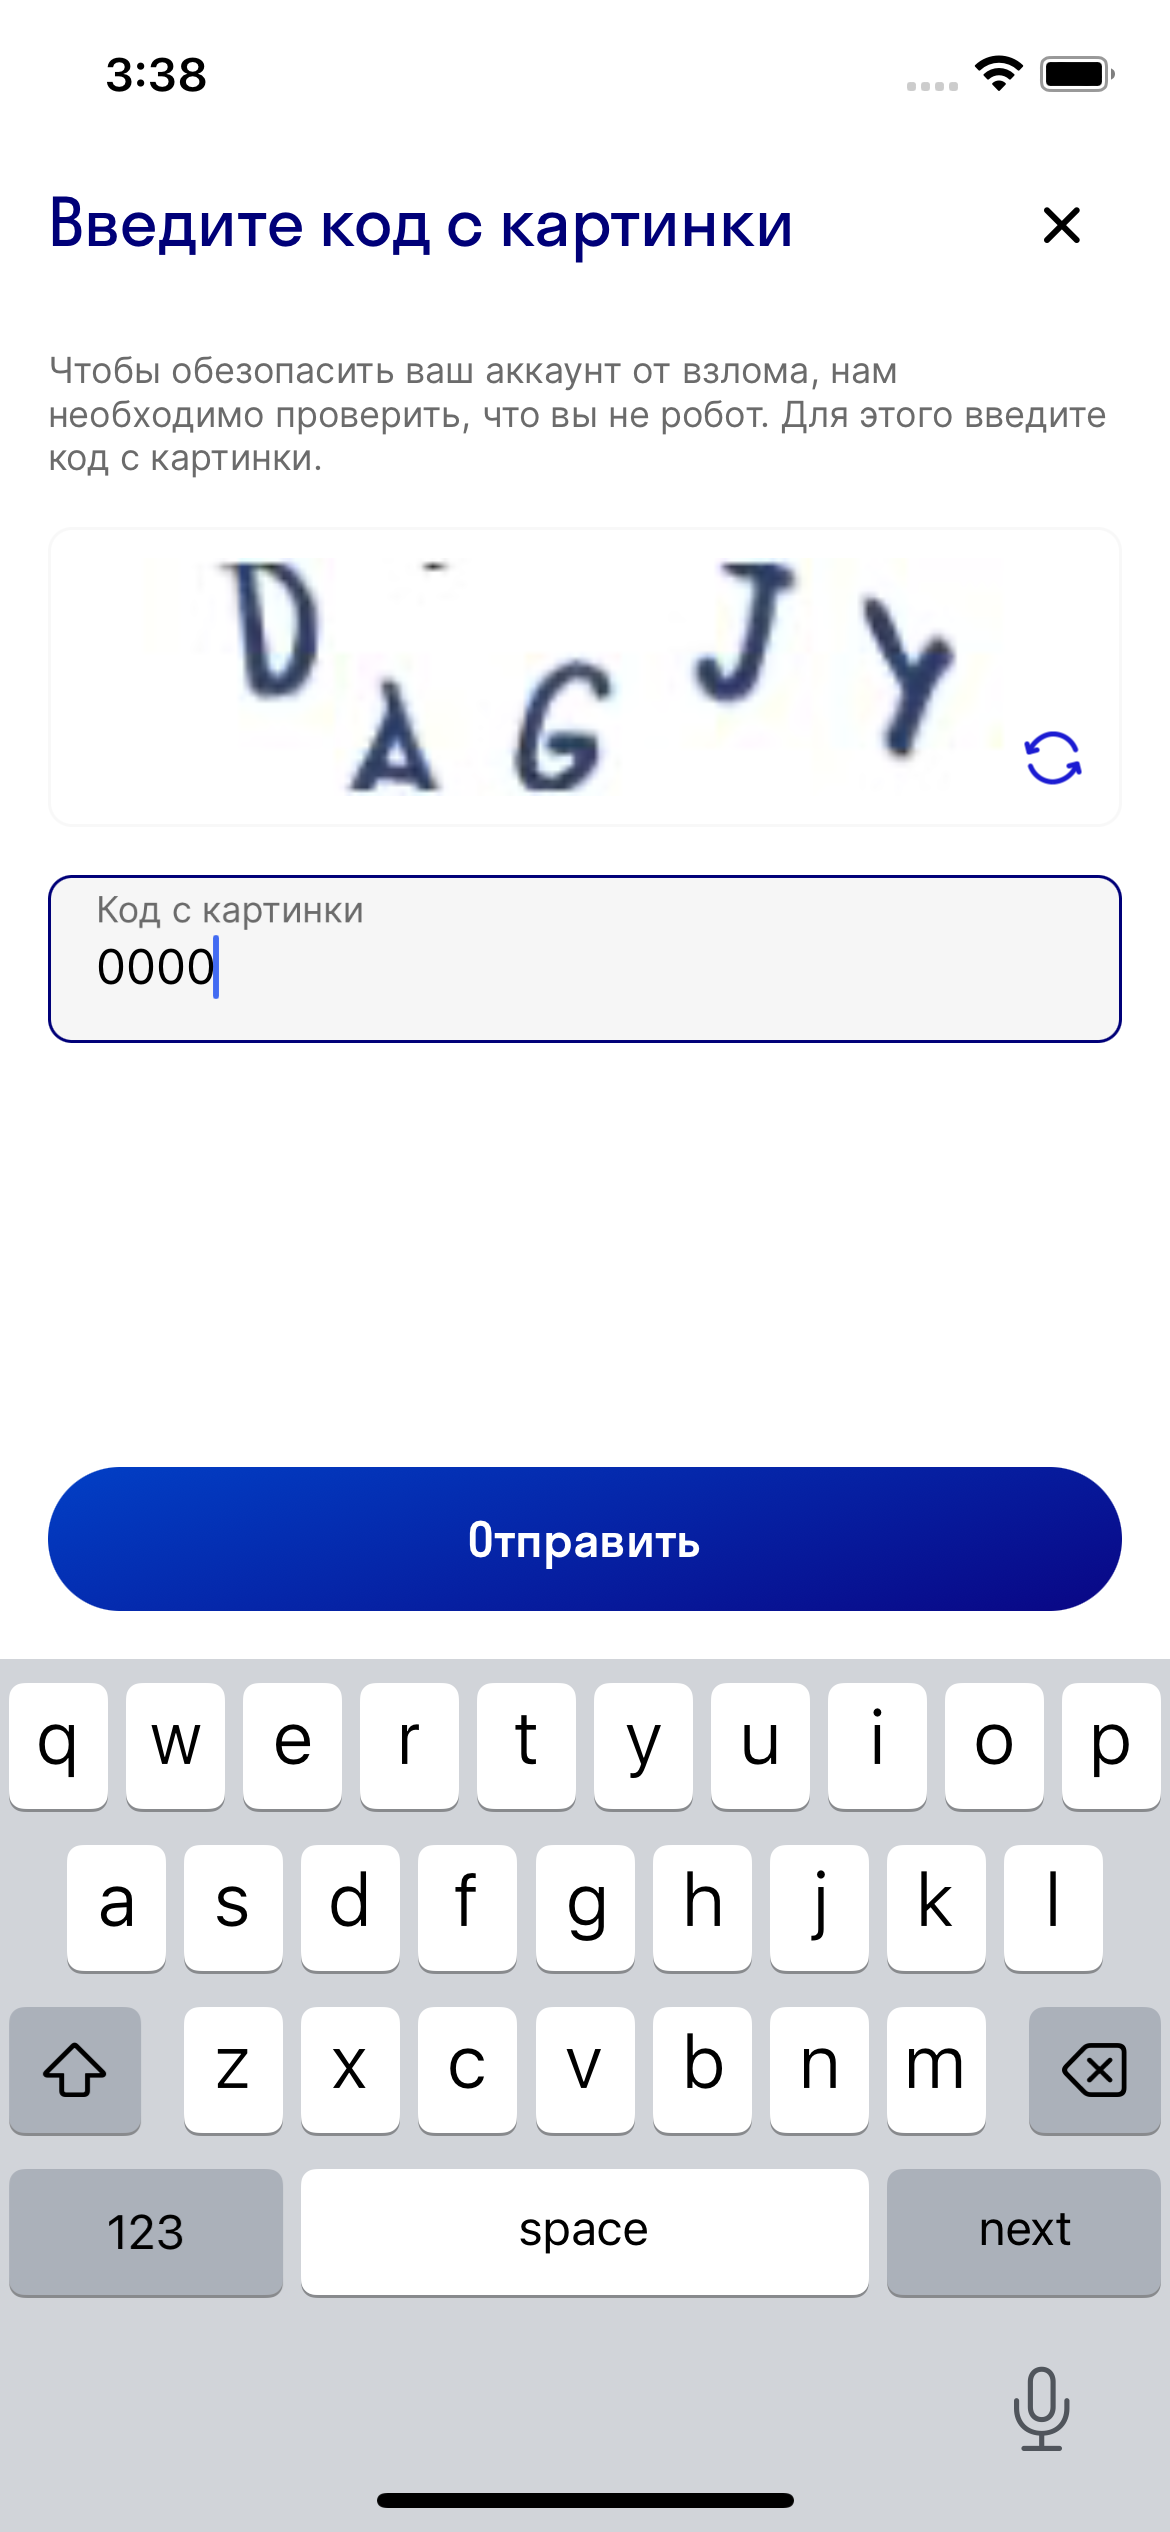 3:38
Введите код с картинки
Чтобы обезопасить ваш аккаунт от взлома, нам
необходимо проверить, что вы не робот. Для этого введите
код с картинки.
DAGJY
Код с картинки
0000
Отправить
q w e r t y u i o p
a s d f g h j k l
z x c v b n m
123 space next